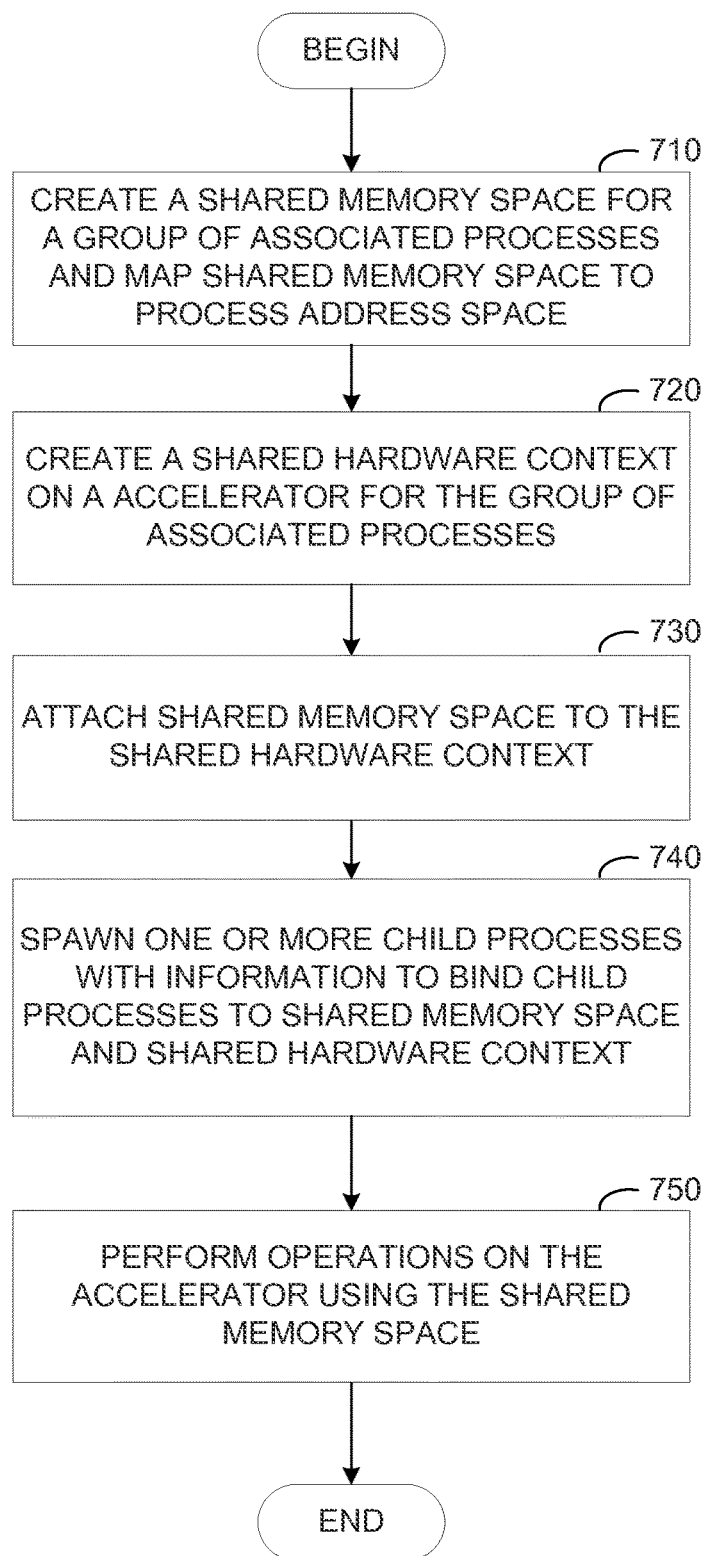 BEGIN
710
CREATE A SHARED MEMORY SPACE FOR
A GROUP OF ASSOCIATED PROCESSES
AND MAP SHARED MEMORY SPACE TO
PROCESS ADDRESS SPACE
720
CREATE A SHARED HARDWARE CONTEXT
ON A ACCELERATOR FOR THE GROUP OF
ASSOCIATED PROCESSES
730
ATTACH SHARED MEMORY SPACE TO THE
SHARED HARDWARE CONTEXT
740
SPAWN ONE OR MORE CHILD PROCESSES
WITH INFORMATION TO BIND CHILD
PROCESSES TO SHARED MEMORY SPACE
AND SHARED HARDWARE CONTEXT
750
PERFORM OPERATIONS ON THE
ACCELERATOR USING THE SHARED
MEMORY SPACE
END